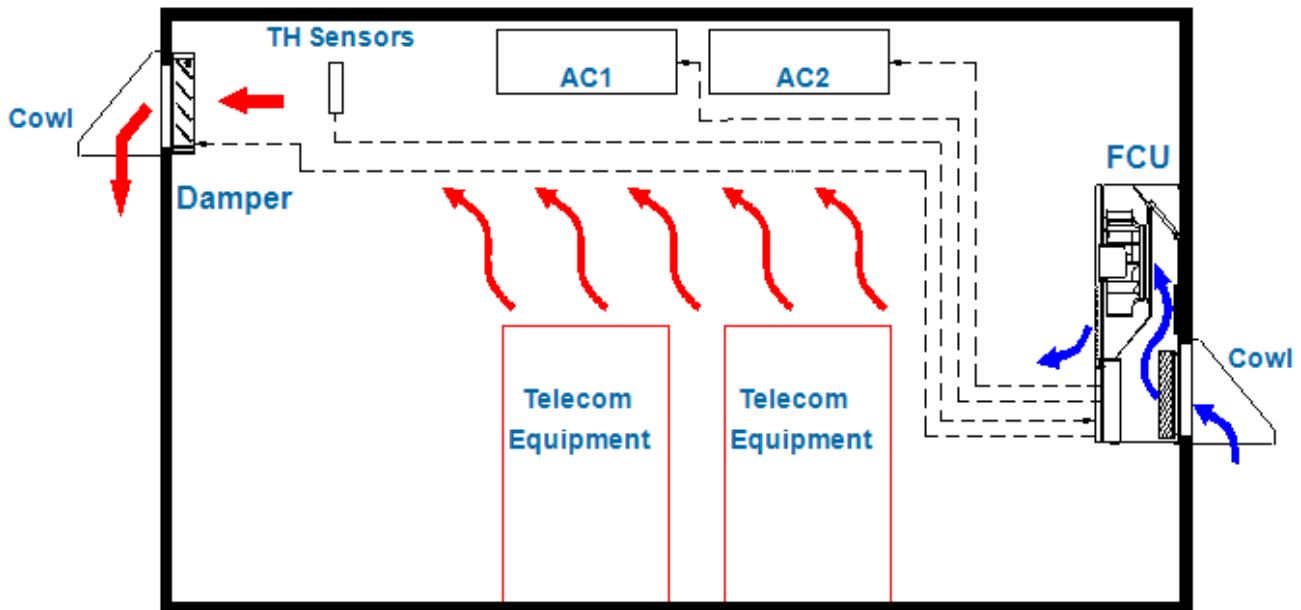 TH Sensors
AC1
AC2
Cowl
FCU
Damper
Cowl
Telecom
Equipment
Telecom
Equipment